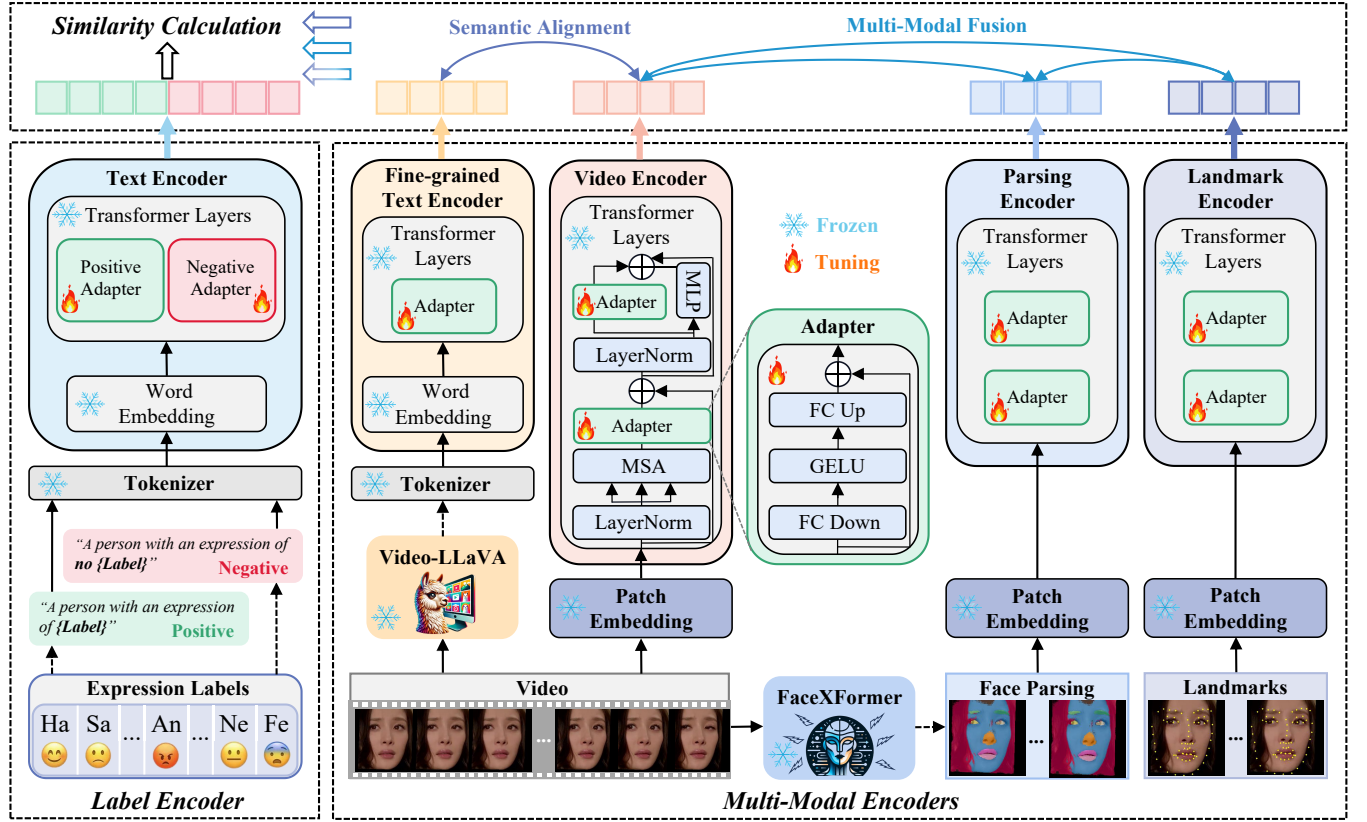 Similarity Calculation
Semantic Alignment
Multi-Modal Fusion
Text Encoder
Transformer Layers
Positive
Adapter
Negative
Adapter
Word
Embedding
Tokenizer
“A person with an expression of
no {Label}”
Negative
“A person with an expression
of {Label}”
Positive
Expression Labels
Ha
Sa
...
An
...
Ne
Fe
Label Encoder
Fine-grained
Text Encoder
Transformer
Layers
Adapter
Word
Embedding
Tokenizer
Video-LLaVA
Video Encoder
Transformer
Layers
Adapter
MLP
LayerNorm
Adapter
MSA
LayerNorm
Patch
Embedding
Video
...
Frozen
Tuning
Adapter
FC Up
GELU
FC Down
FaceXFormer
Parsing
Encoder
Transformer
Layers
Adapter
Adapter
Patch
Embedding
Face Parsing
...
Landmark
Encoder
Transformer
Layers
Adapter
Adapter
Patch
Embedding
Landmarks
...
Multi-Modal Encoders